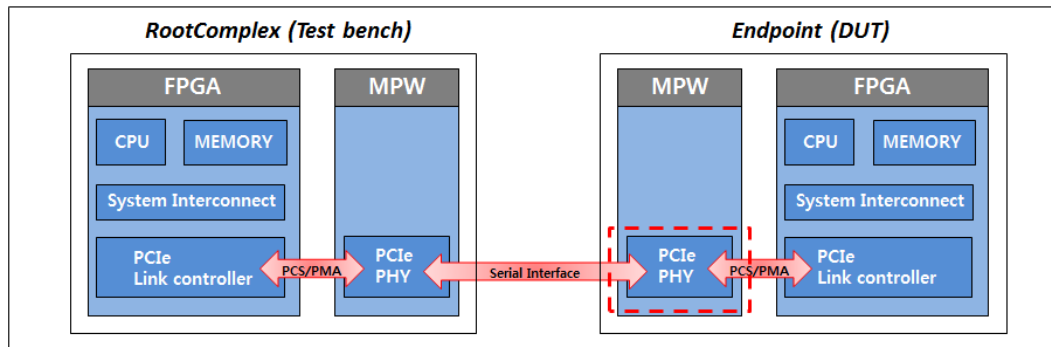 RootComplex (Test bench)
Endpoint (DUT)
FPGA
MPW
MPW
FPGA
CPU
MEMORY
CPU
MEMORY
System Interconnect
System Interconnect
PCIe
Link controller
PCS/PMA
PCIe
PHY
Serial Interface
PCIe
PHY
PCS/PMA
PCIe
Link controller